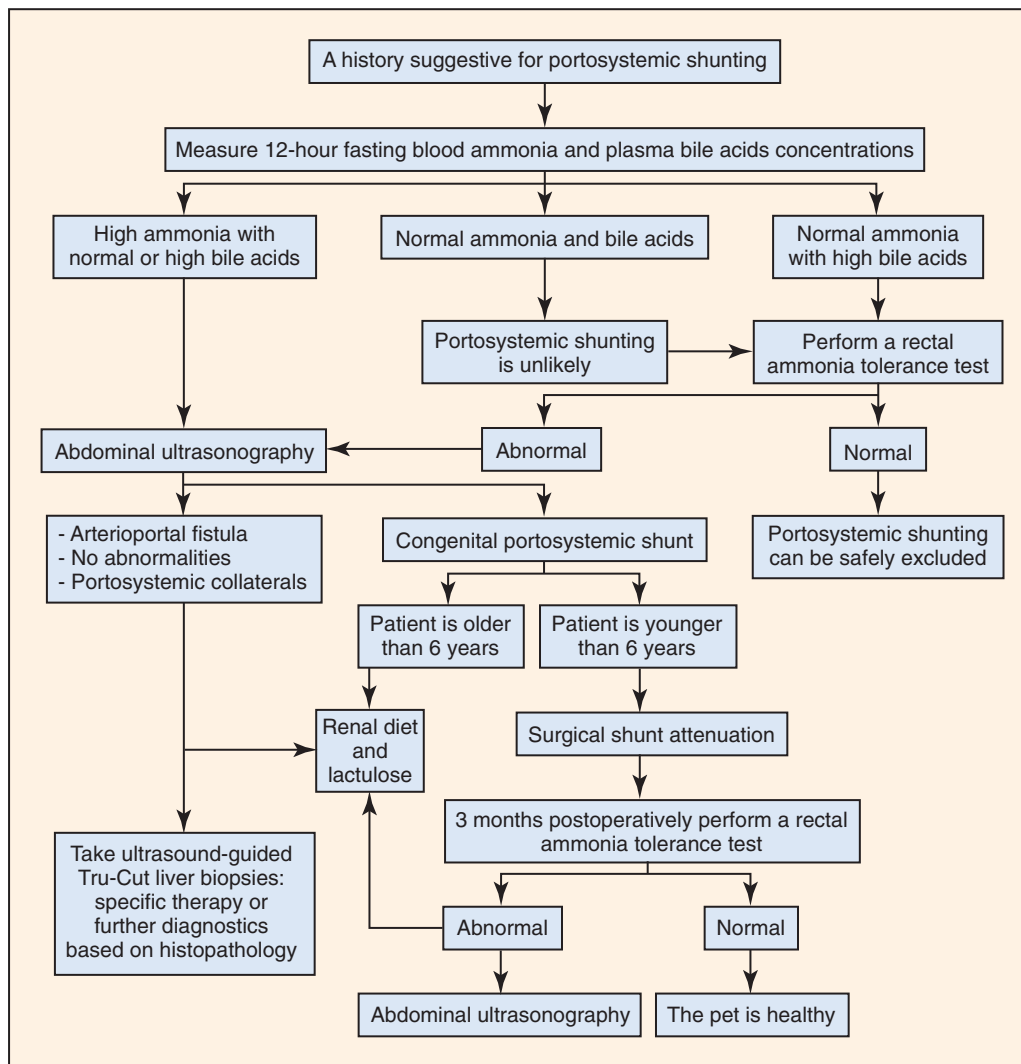 A history suggestive for portosystemic shunting
Measure 12-hour fasting blood ammonia and plasma bile acids concentrations
High ammonia with
normal or high bile acids
Normal ammonia and bile acids
Normal ammonia
with high bile acids
Portosystemic shunting
is unlikely
Perform a rectal
ammonia tolerance test
Abdominal ultrasonography
Abnormal
Normal
- Arterioportal fistula
- No abnormalities
- Portosystemic collaterals
Congenital portosystemic shunt
Portosystemic shunting
can be safely excluded
Patient is older
than 6 years
Patient is younger
than 6 years
Renal diet
and
lactulose
Surgical shunt attenuation
3 months postoperatively perform a rectal
ammonia tolerance test
Take ultrasound-guided
Tru-Cut liver biopsies:
specific therapy or
further diagnostics
based on histopathology
Abnormal
Normal
Abdominal ultrasonography
The pet is healthy